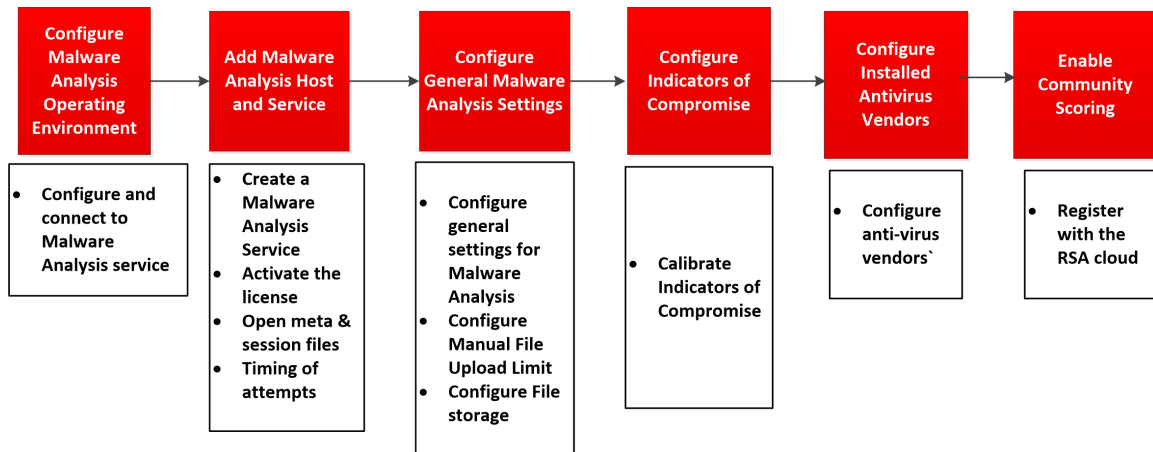 Configure
Malware
Analysis
Operating
Environment
Add Malware
Analysis Host
and Service
Configure
General Malware
Analysis Settings
Configure
Indicators of
Compromise
Configure
Installed
Antivirus
Vendors
Enable
Community
Scoring
• Configure and
connect to
Malware
Analysis service
• Create a
Malware
Analysis
Service
• Activate the
license
• Open meta &
session files
• Timing of
attempts
• Configure
general
settings for
Malware
Analysis
• Configure
Manual File
Upload Limit
• Configure File
storage
• Calibrate
Indicators of
Compromise
• Configure
anti-virus
vendors`
• Register
with the
RSA cloud